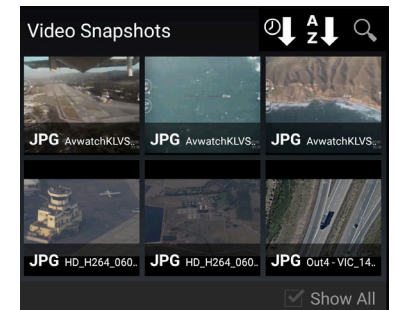 Video Snapshots
A
Z
JPG AvwatchKLVS..
JPG AvwatchKLVS..
JPG AvwatchKLVS..
JPG HD_H264_060..
JPG HD_H264_060..
JPG Out4 - VIC_14..
Show All